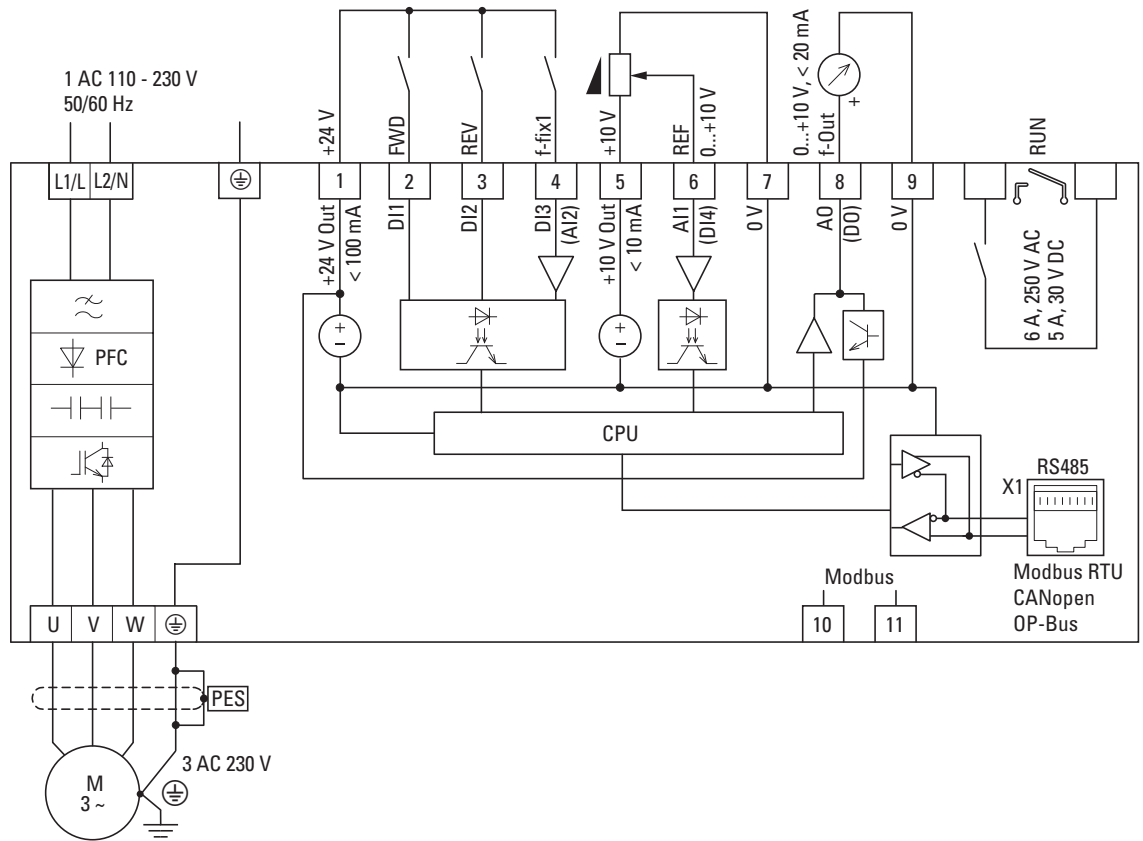 1 AC 110 - 230 V
50/60 Hz
+24 V
FWD
REV
f-fix1
+10 V
REF
0...+10 V
0...+10 V, < 20 mA
f-Out
+
RUN
L1/L
L2/N
1
2
3
4
5
6
7
8
9
+24 V Out
< 100 mA
DI1
DI2
DI3
(AI2)
+10 V Out
< 10 mA
AI1
(DI4)
0 V
AO
(DO)
0 V
6 A, 250 V AC
5 A, 30 V DC
+
-
+
-
PFC
CPU
RS485
X1
Modbus RTU
CANopen
OP-Bus
Modbus
10
11
U
V
W
PES
3 AC 230 V
M
3 ~